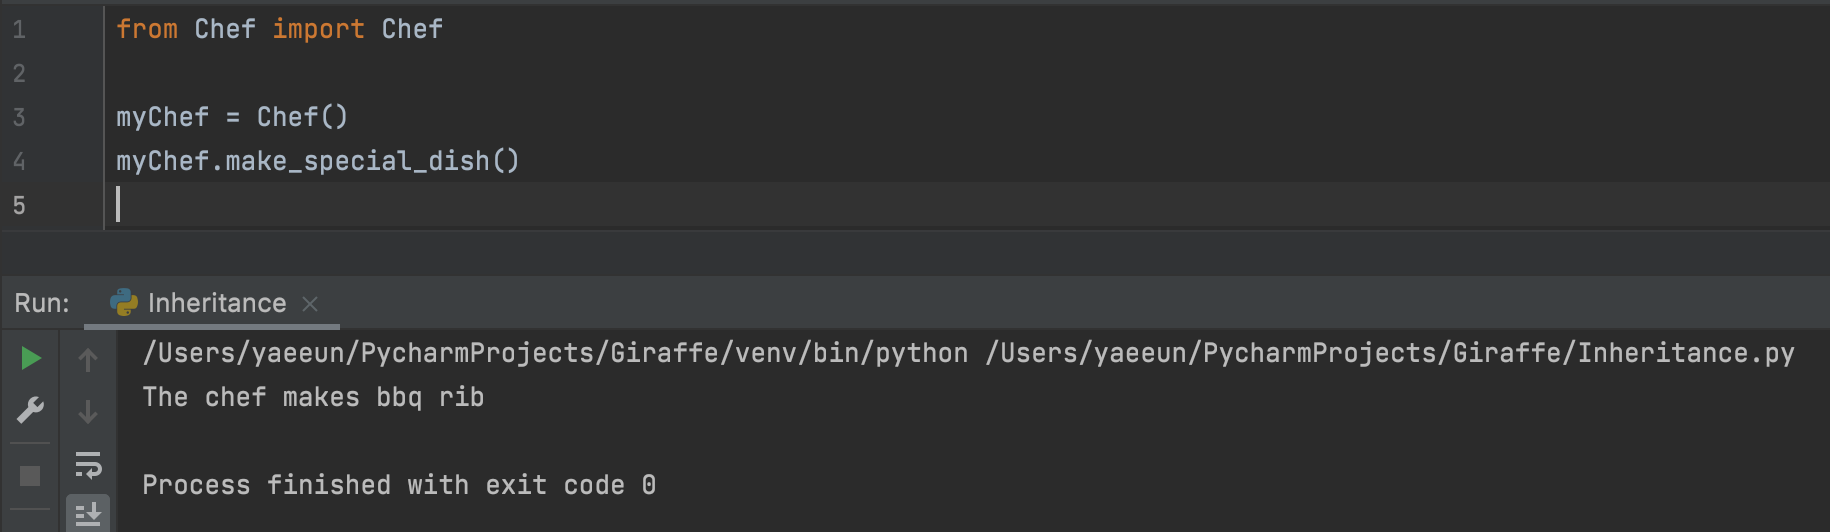 1 from Chef import Chef
2
3 myChef = Chef()
4 myChef.make_special_dish()
5
Run: Inheritance ×
/Users/yaeeun/PycharmProjects/Giraffe/venv/bin/python /Users/yaeeun/PycharmProjects/Giraffe/Inheritance.py
The chef makes bbq rib
Process finished with exit code 0